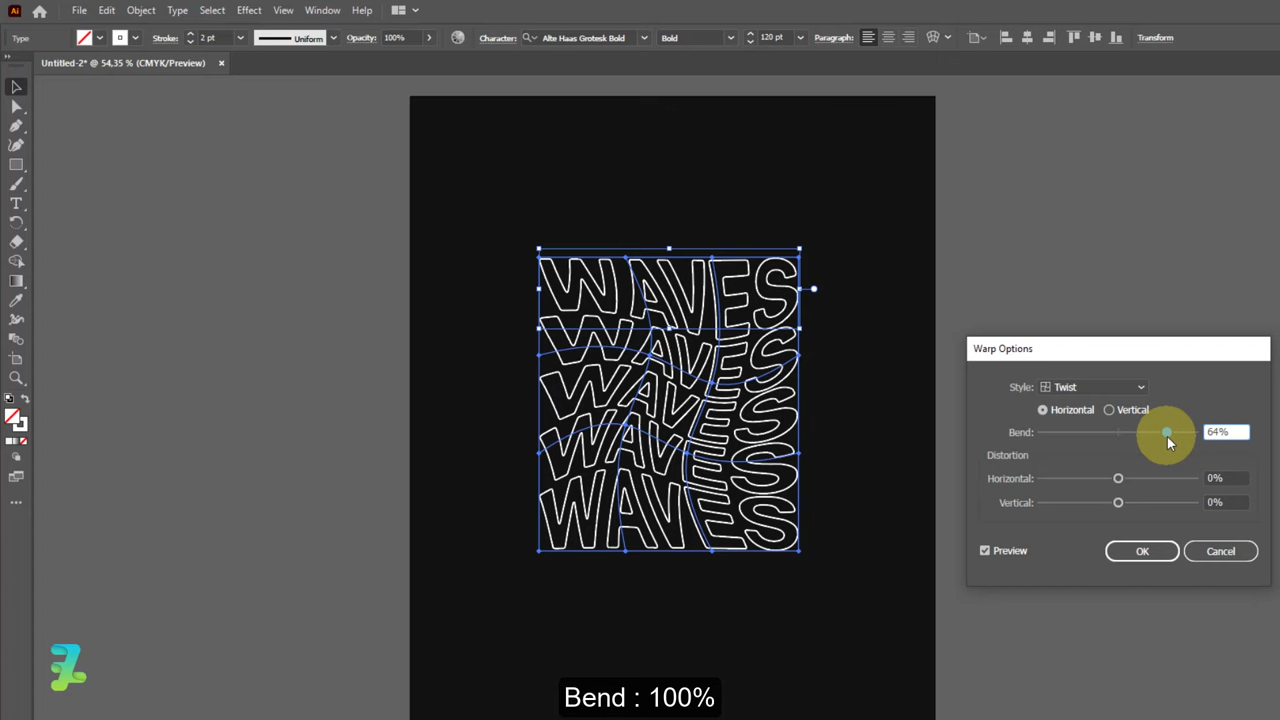 Ai File Edit Object Type Select Effect View Window Help
Type Stroke: 2 pt Uniform Opacity: 100% Character: Alte Haas Grotesk Bold Bold 120 pt Paragraph: Transform
Untitled-2* @ 54,35 % (CMYK/Preview) ×
WAVES
WAVES
WAVES
WAVES
WAVES
Warp Options
Style: Twist
Horizontal Vertical
Bend: 64%
Distortion
Horizontal: 0%
Vertical: 0%
Preview OK Cancel
Bend : 100%